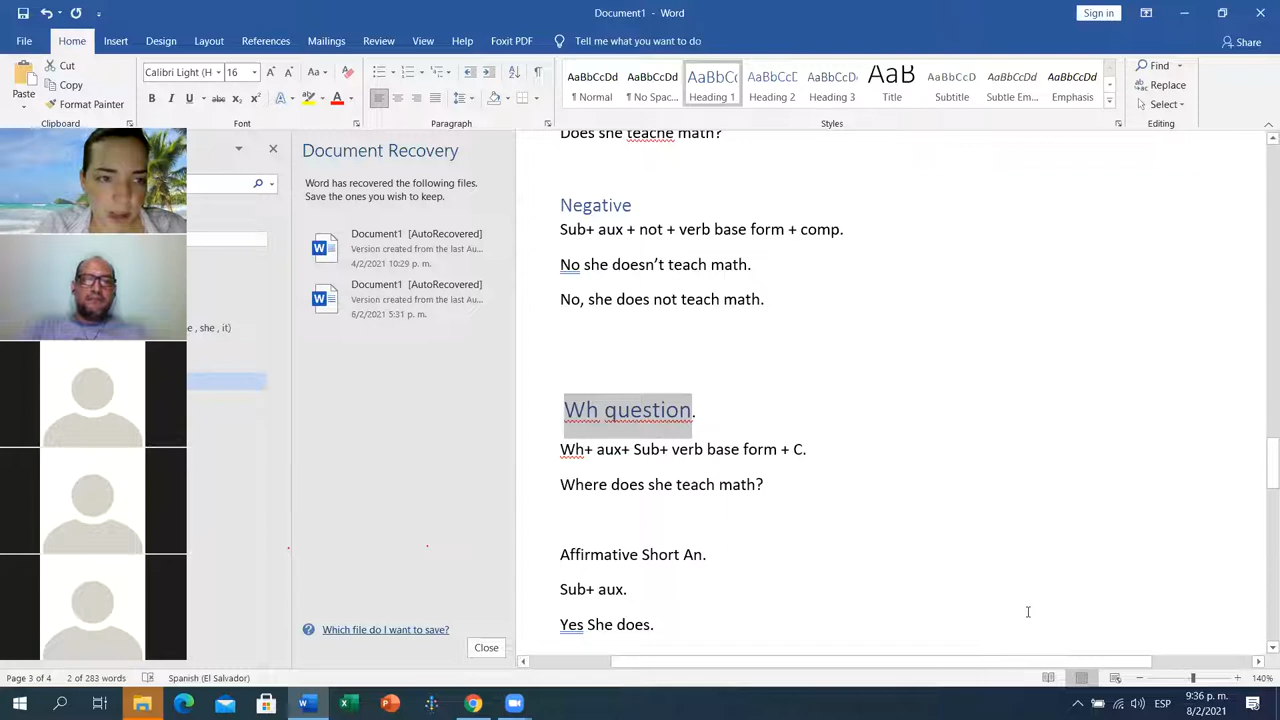 Document1 - Word
Sign in
File Home Insert Design Layout References Mailings Review View Help Foxit PDF Tell me what you want to do Share
Paste
Cut
Copy
Format Painter
Clipboard
Calibri Light (H 16
Font
Paragraph
AaBbCcDd AaBbCcDd AaBbCc AaBbCcD AaBbCcD AaB AaBbCcD AaBbCcDd AaBbCcDd
¶ Normal ¶ No Spac... Heading 1 Heading 2 Heading 3 Title Subtitle Subtle Em... Emphasis
Styles
Find
Replace
Select
Editing
e , she , it)
Document Recovery
Word has recovered the following files.
Save the ones you wish to keep.
Document1 [AutoRecovered]
Version created from the last Au...
4/2/2021 10:29 p. m.
Document1 [AutoRecovered]
Version created from the last Au...
6/2/2021 5:31 p. m.
Which file do I want to save?
Close
Does she teache math?
Negative
Sub+ aux + not + verb base form + comp.
No she doesn’t teach math.
No, she does not teach math.
Wh question.
Wh+ aux+ Sub+ verb base form + C.
Where does she teach math?
Affirmative Short An.
Sub+ aux.
Yes She does.
Page 3 of 4 2 of 283 words Spanish (El Salvador) 140%
ESP
9:36 p. m.
8/2/2021